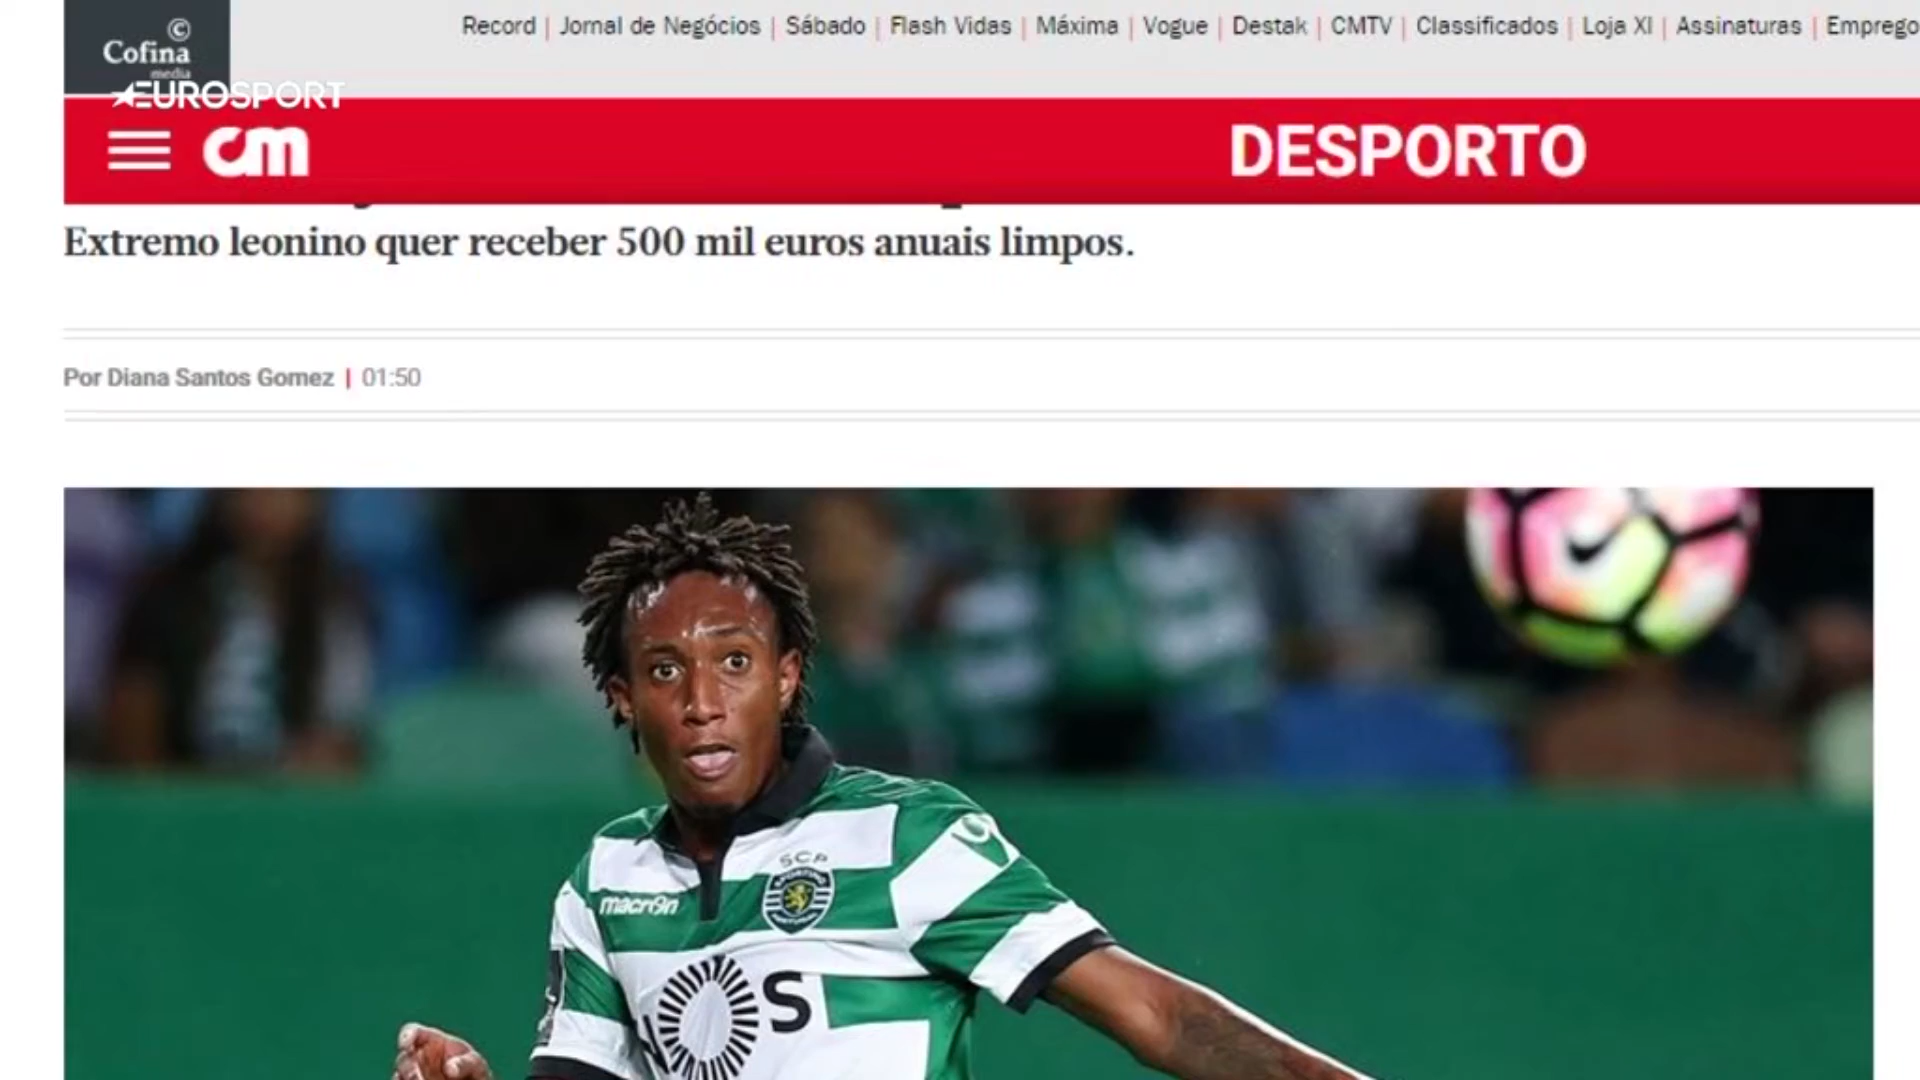 ©
Cofina
media
Record | Jornal de Negócios | Sábado | Flash Vidas | Máxima | Vogue | Destak | CMTV | Classificados | Loja XI | Assinaturas | Emprego
EUROSPORT
cm
DESPORTO
Extremo leonino quer receber 500 mil euros anuais limpos.
Por Diana Santos Gomez | 01:50
SCP
SPORTING
PORTUGAL
macron
NOS